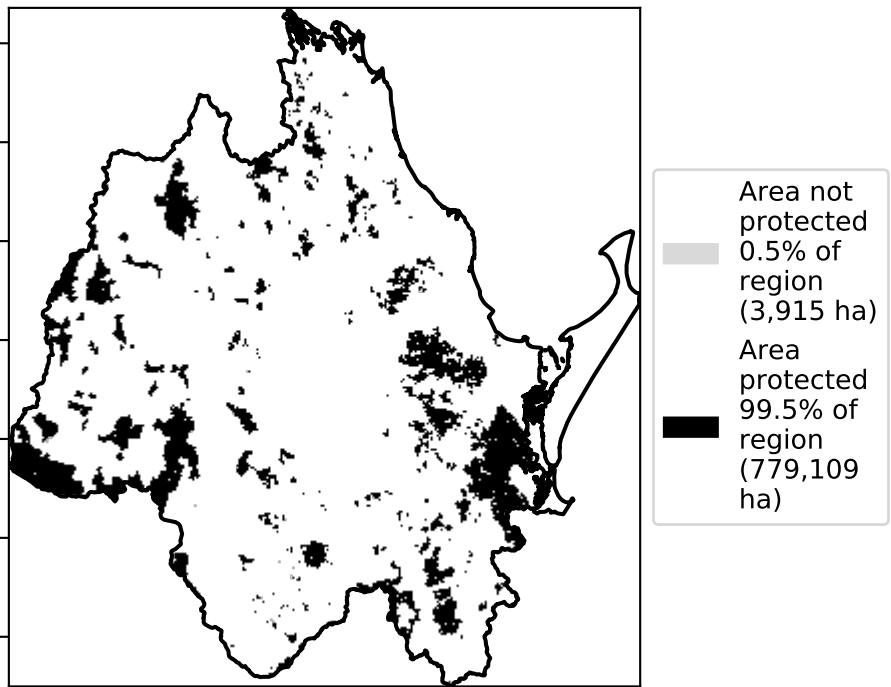 Area not
protected
0.5% of
region
(3,915 ha)
Area
protected
99.5% of
region
(779,109
ha)